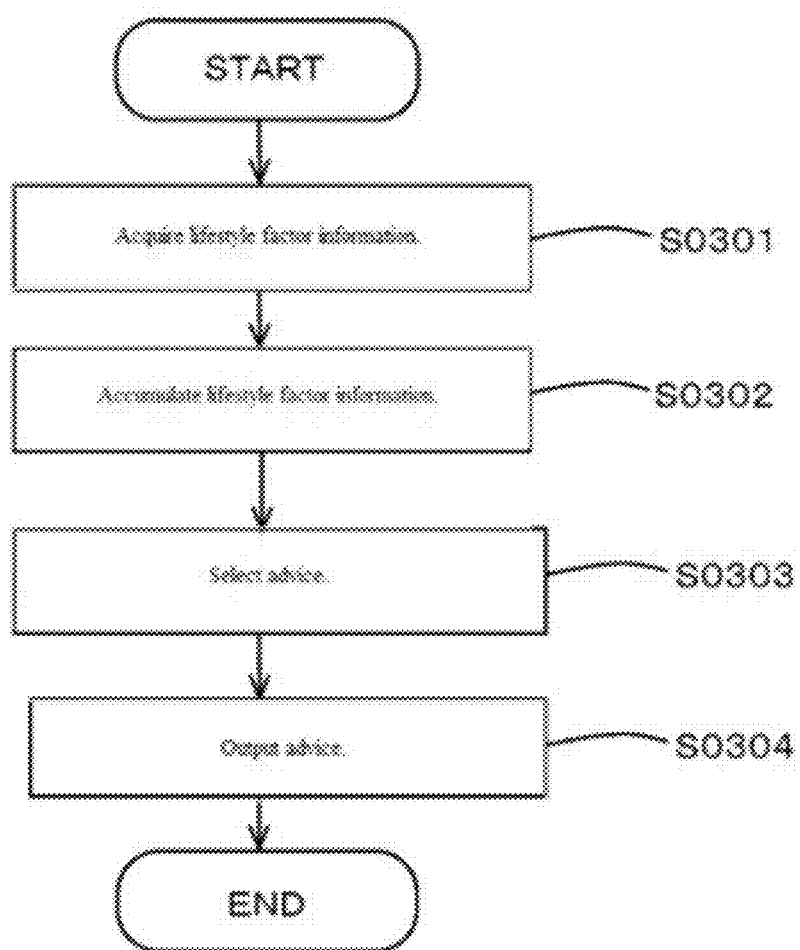 START
Acquire lifestyle factor information.
S0301
Accumulate lifestyle factor information.
S0302
Select advice.
S0303
Output advice.
S0304
END